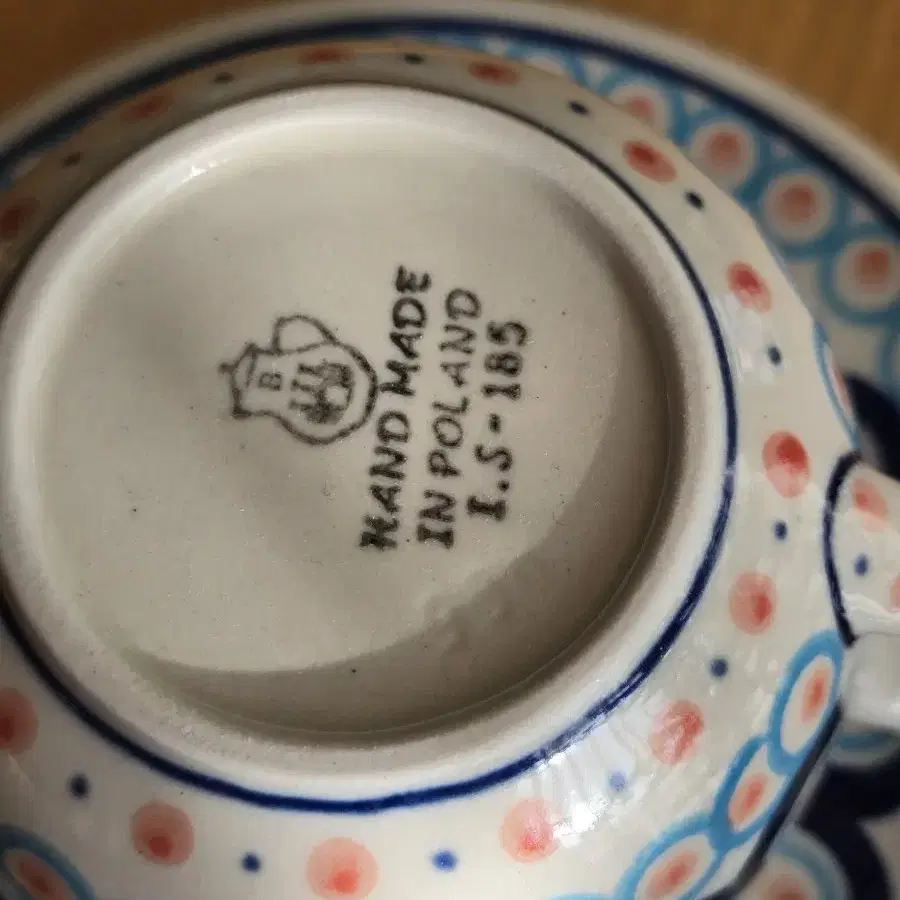 B
HAND MADE
IN POLAND
I.S-185